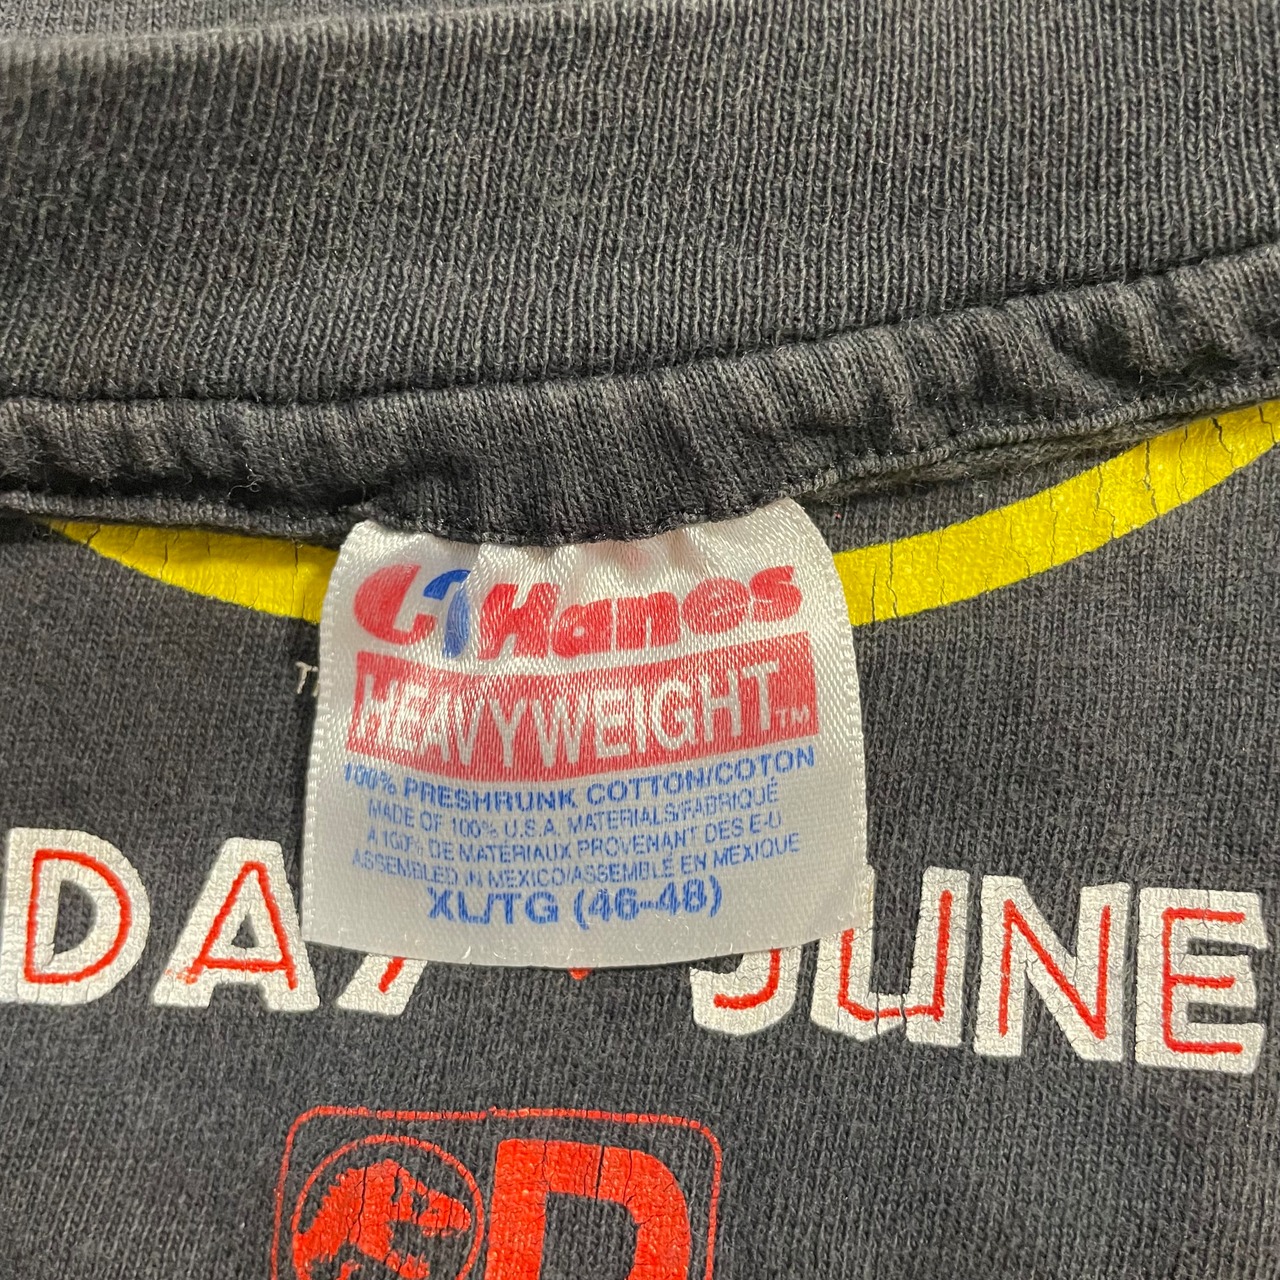 Hanes
HEAVYWEIGHT™
100% PRESHRUNK COTTON/COTON
MADE OF 100% U.S.A. MATERIALS/FABRIQUÉ
À 100% DE MATÉRIAUX PROVENANT DES É-U
ASSEMBLED IN MEXICO/ASSEMBLÉ EN MEXIQUE
XL/TG (46-48)
DAY JUNE